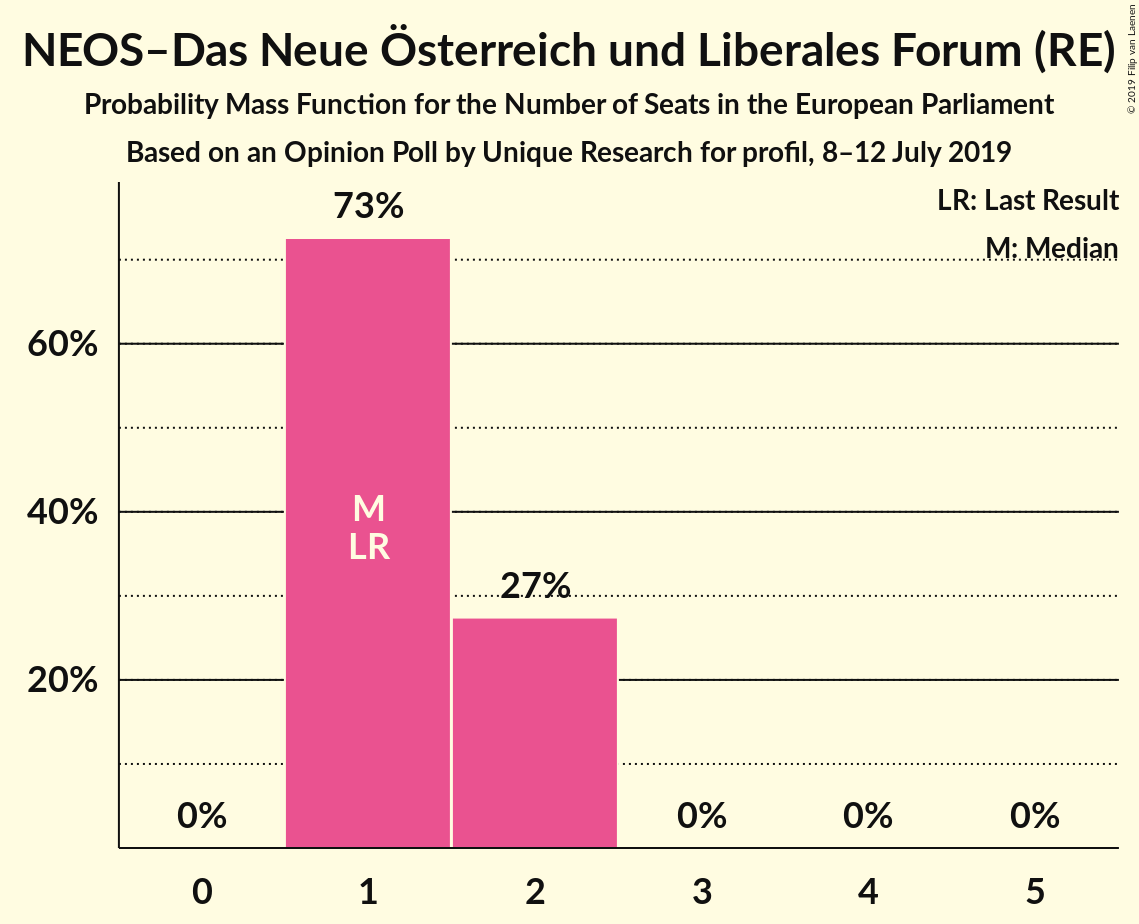 NEOS–Das Neue Österreich und Liberales Forum (RE)
Probability Mass Function for the Number of Seats in the European Parliament
Based on an Opinion Poll by Unique Research for profil, 8–12 July 2019
© 2019 Filip van Laenen
LR: Last Result
M: Median
73%
60%
40%
M
LR
27%
20%
0%
0%
0%
0%
0 1 2 3 4 5